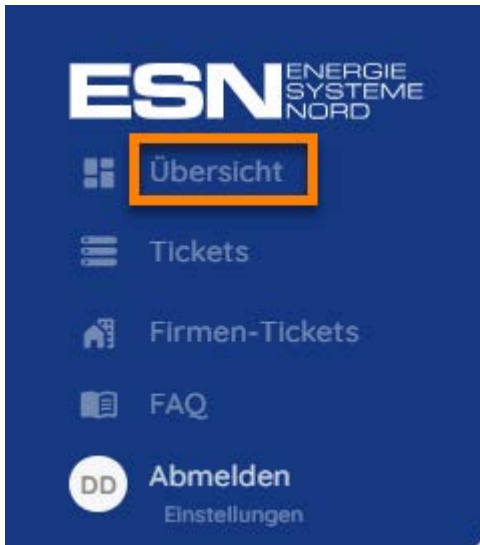 ESN ENERGIE
SYSTEME
NORD
Übersicht
Tickets
Firmen-Tickets
FAQ
DD Abmelden
Einstellungen